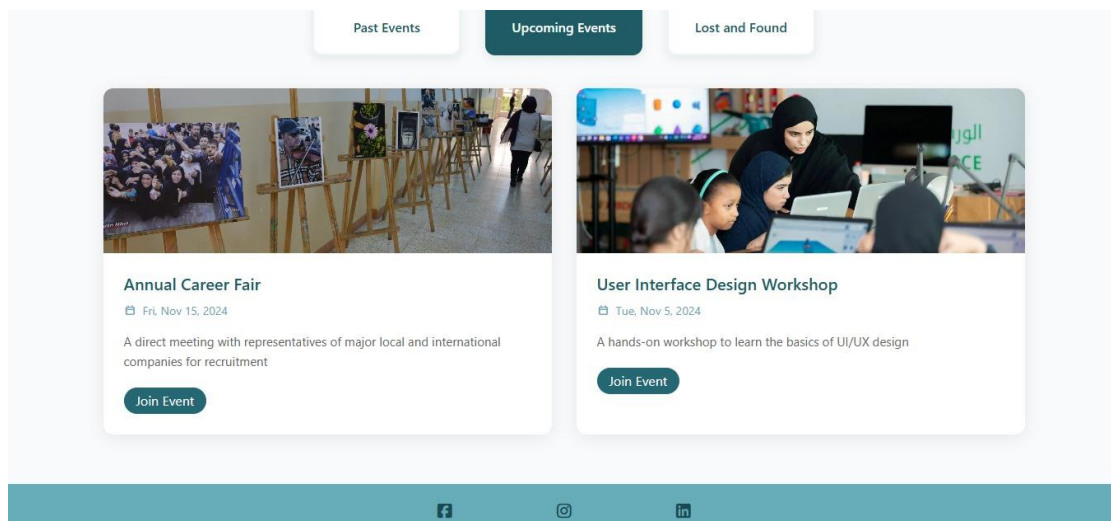 Past Events
Upcoming Events
Lost and Found
Annual Career Fair
Fri, Nov 15, 2024
A direct meeting with representatives of major local and international
companies for recruitment
Join Event
الور
CE
User Interface Design Workshop
Tue, Nov 5, 2024
A hands-on workshop to learn the basics of UI/UX design
Join Event